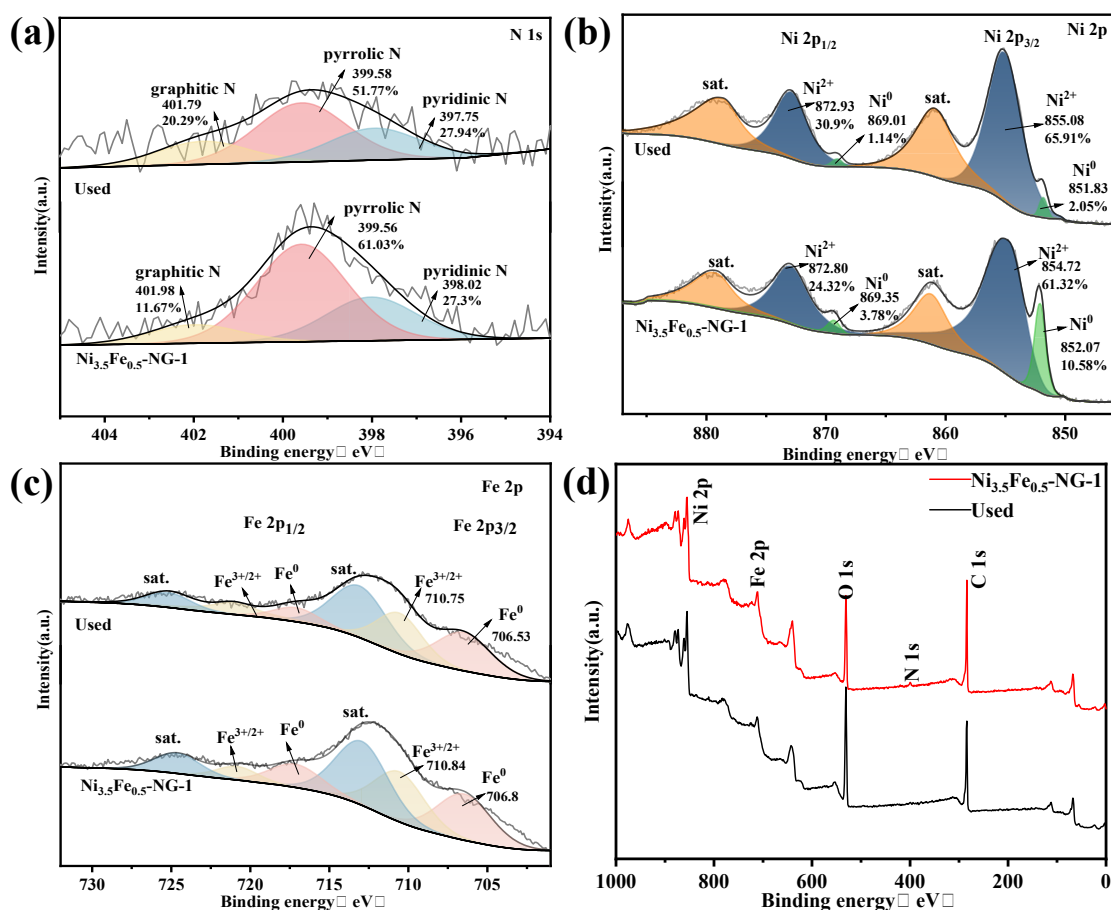 (a)
N 1s
pyrrolic N
399.58
51.77%
graphitic N
401.79
20.29%
pyridinic N
397.75
27.94%
Used
pyrrolic N
399.56
61.03%
graphitic N
401.98
11.67%
pyridinic N
398.02
27.3%
Ni3.5Fe0.5-NG-1
Intensity(a.u.)
404 402 400 398 396 394
Binding energy□ eV□
(b)
Ni 2p1/2
Ni 2p3/2
Ni 2p
sat.
Ni2+
872.93
30.9%
Ni0
869.01
1.14%
sat.
Ni2+
855.08
65.91%
Ni0
851.83
2.05%
Used
sat.
Ni2+
872.80
24.32%
Ni0
869.35
3.78%
sat.
Ni2+
854.72
61.32%
Ni0
852.07
10.58%
Ni3.5Fe0.5-NG-1
Intensity(a.u.)
880 870 860 850
Binding energy□ eV□
(c)
Fe 2p
Fe 2p1/2
Fe 2p3/2
sat.
Fe3+/2+
Fe0
sat.
Fe3+/2+
710.75
Fe0
706.53
Used
sat.
Fe3+/2+
Fe0
sat.
Fe3+/2+
710.84
Fe0
706.8
Ni3.5Fe0.5-NG-1
Intensity(a.u.)
730 725 720 715 710 705
Binding energy□ eV□
(d)
Ni3.5Fe0.5-NG-1
Used
Ni 2p
Fe 2p
O 1s
N 1s
C 1s
Intensity(a.u.)
1000 800 600 400 200 0
Binding energy□ eV□